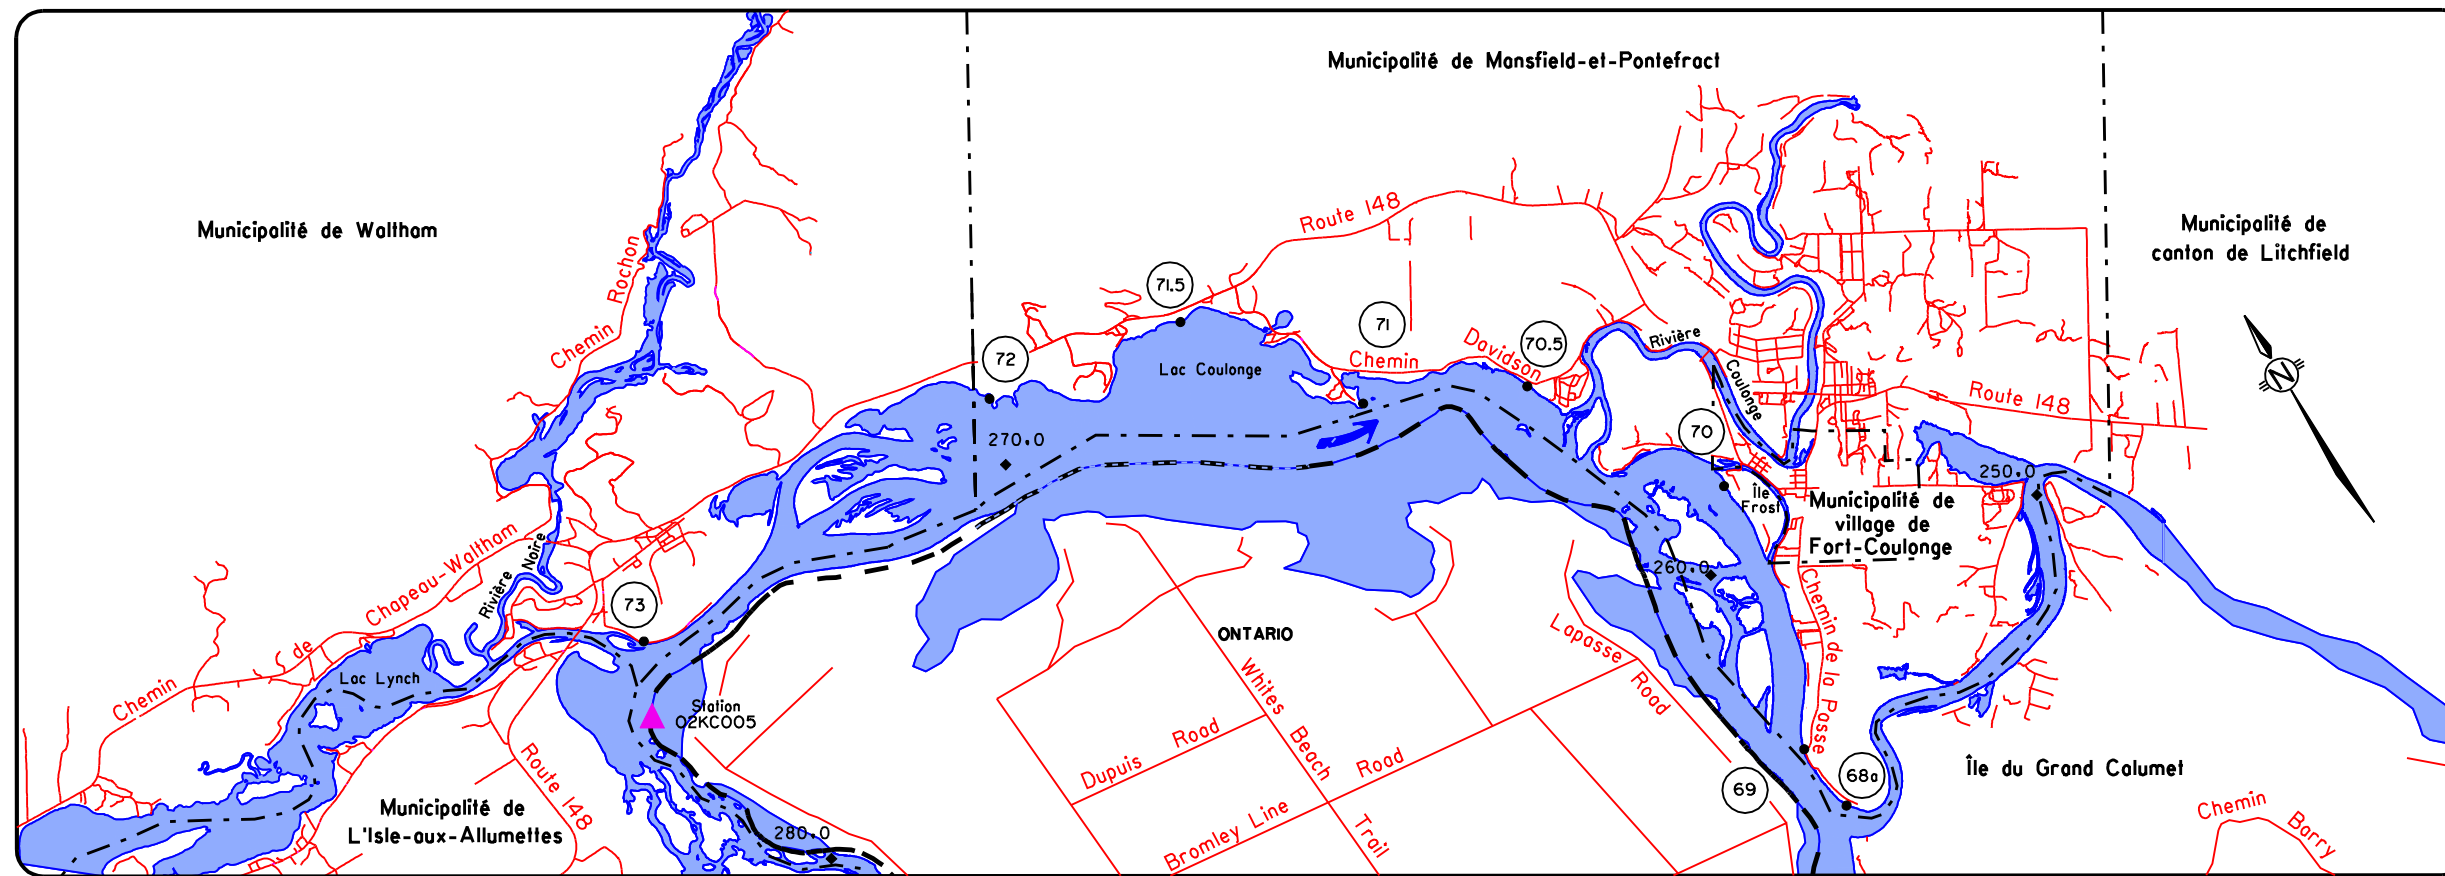 Municipalité de Mansfield-et-Pontefract
Municipalité de Waltham
Municipalité de
canton de Litchfield
Route 148
Chemin Rochon
71.5
71
70.5
72
Lac Coulonge
Chemin Davidson
Rivière Coulonge
Route 148
N
270.0
70
250.0
Île
Frost
Municipalité de
village de
Fort-Coulonge
260.0
Chemin de Chapeau-Waltham
Rivière Noire
73
ONTARIO
Lac Lynch
Station
02KC005
Lapasse Road
Chemin de la Passe
Whites Beach Trail
Dupuis Road
Bromley Line Road
Route 148
69
68a
Île du Grand Calumet
Municipalité de
L'Isle-aux-Allumettes
280.0
Chemin Barry